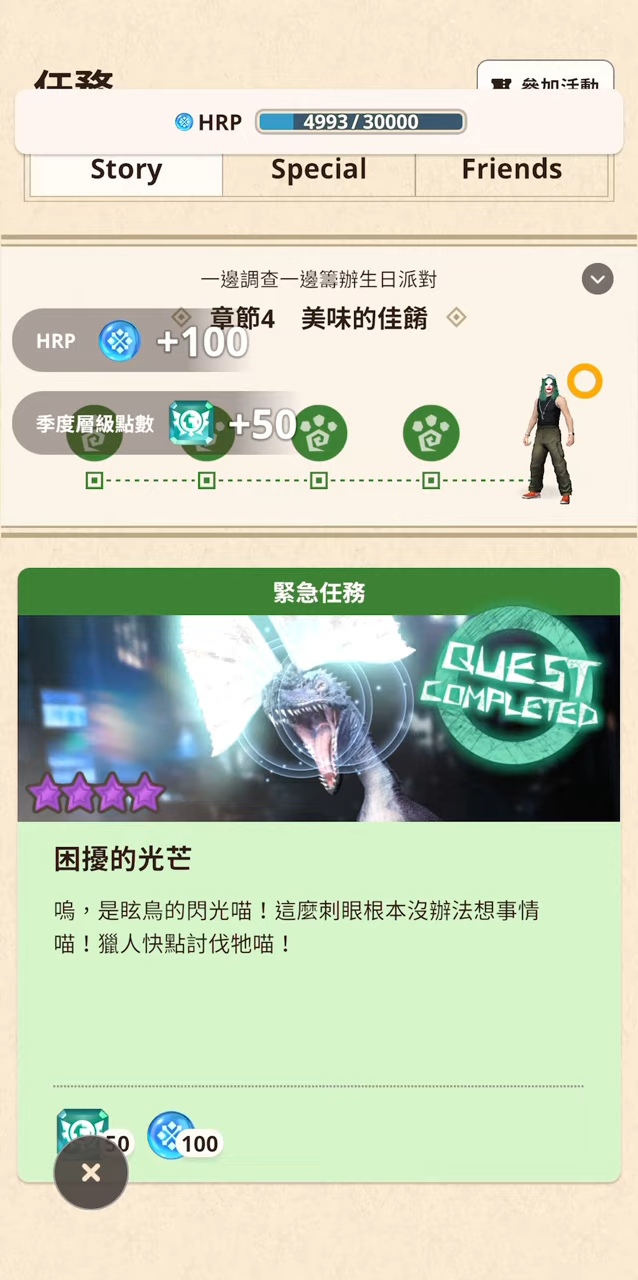 任務
參加活動
HRP 4993/30000
Story
Special
Friends
一邊調查一邊籌辦生日派對
章節4 美味的佳餚
HRP +100
季度層級點數 +50
緊急任務
QUEST
COMPLETED
困擾的光芒
嗚，是眩鳥的閃光喵！這麼刺眼根本沒辦法想事情
喵！獵人快點討伐牠喵！
50
100